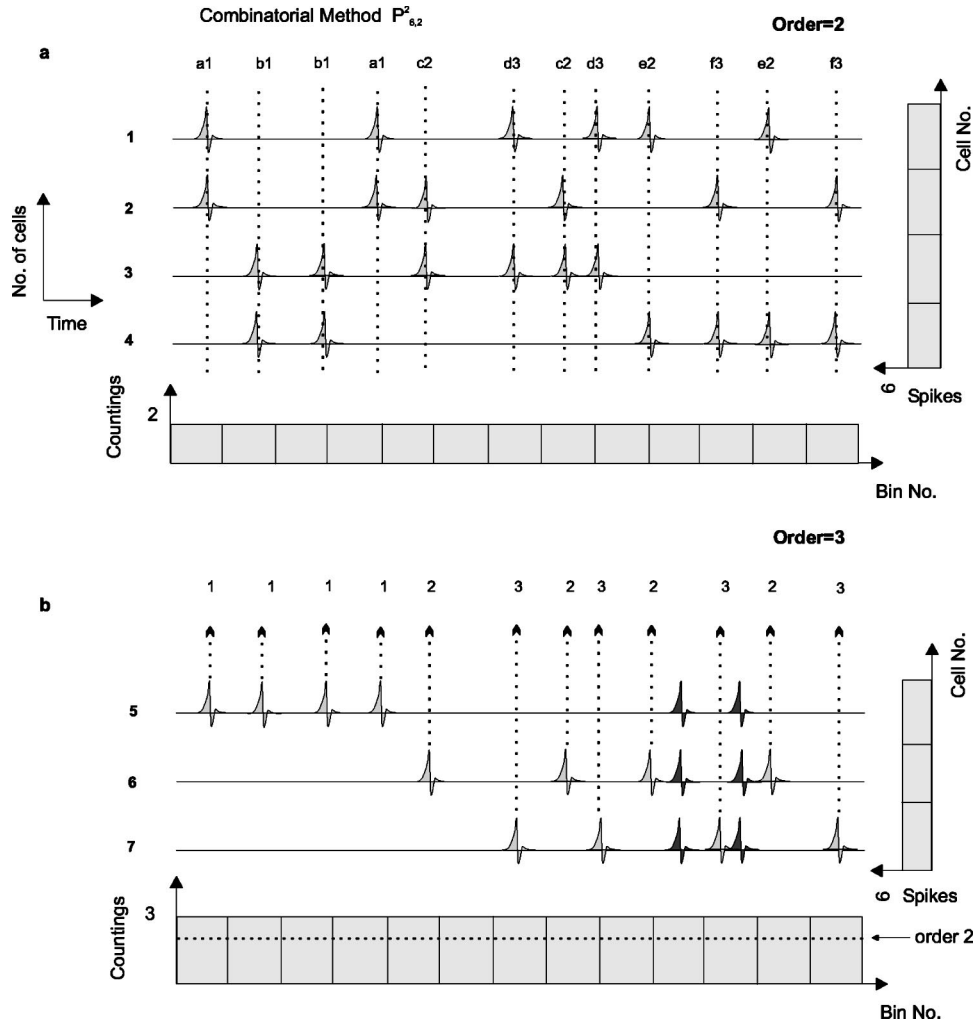 Combinatorial Method P²₆,₂
Order=2
a
a1 b1 b1 a1 c2 d3 c2 d3 e2 f3 e2 f3
1
2
3
4
No. of cells
Time
Cell No.
6 Spikes
Countings
2
Bin No.
Order=3
b
1 1 1 1 2 3 2 3 2 3 2 3
5
6
7
Cell No.
6 Spikes
Countings
3
order 2
Bin No.